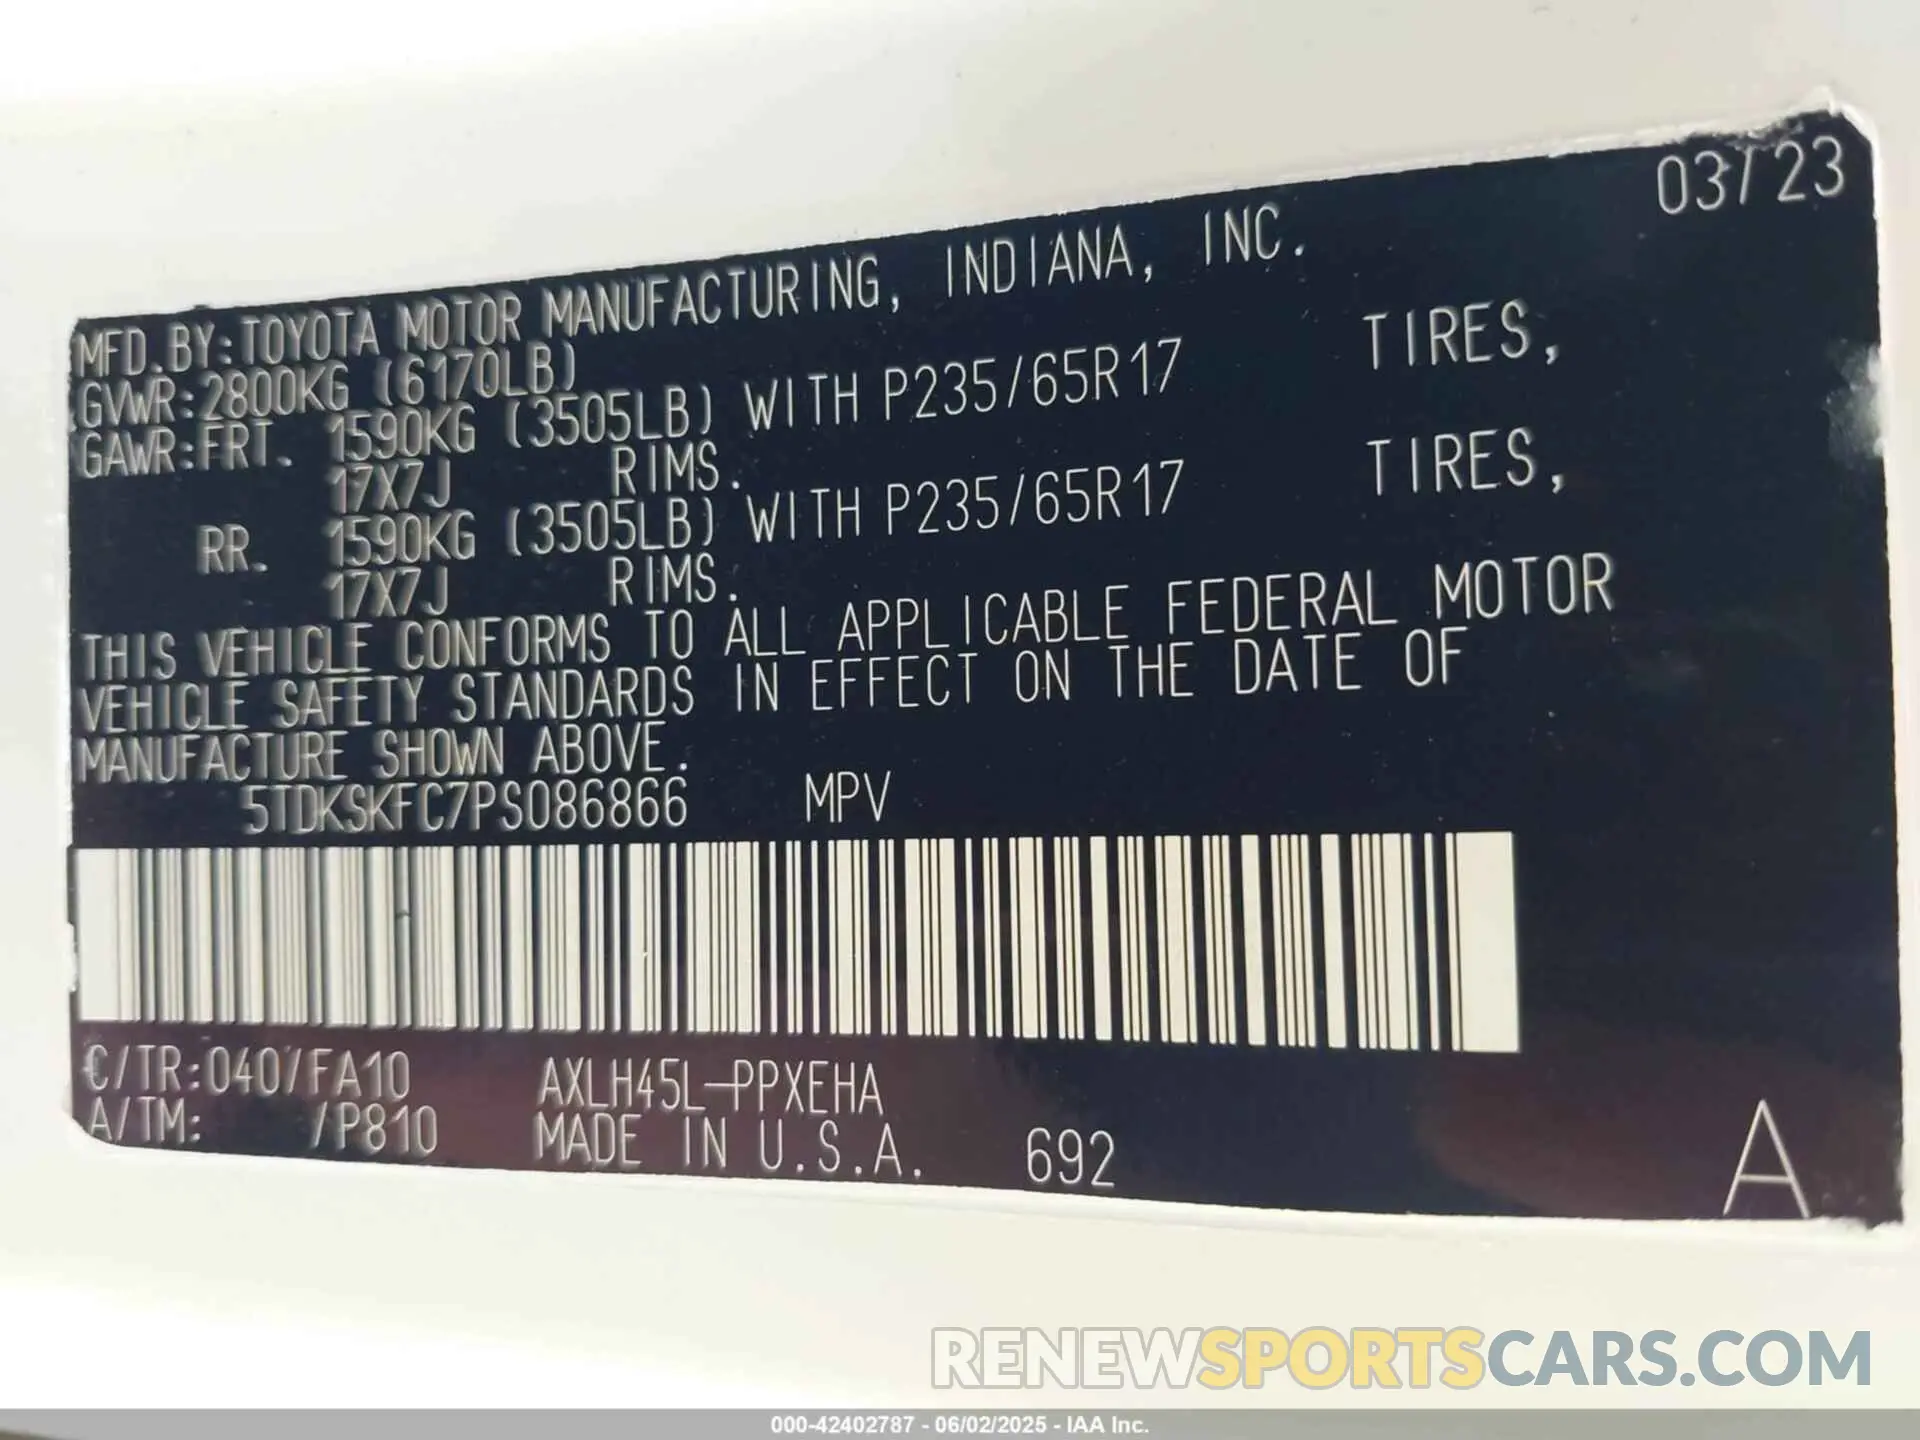 03/23
MFD.BY:TOYOTA MOTOR MANUFACTURING, INDIANA, INC.
GVWR:2800KG (6170LB)
GAWR:FRT. 1590KG (3505LB) WITH P235/65R17 TIRES,
17X7J RIMS.
RR. 1590KG (3505LB) WITH P235/65R17 TIRES,
17X7J RIMS.
THIS VEHICLE CONFORMS TO ALL APPLICABLE FEDERAL MOTOR
VEHICLE SAFETY STANDARDS IN EFFECT ON THE DATE OF
MANUFACTURE SHOWN ABOVE.
5TDKSKFC7PS086866 MPV
C/TR:040/FA10 AXLH45L-PPXEHA
A/TM: /P810 MADE IN U.S.A. 692 A
RENEWSPORTSCARS.COM
000-42402787 - 06/02/2025 - IAA Inc.